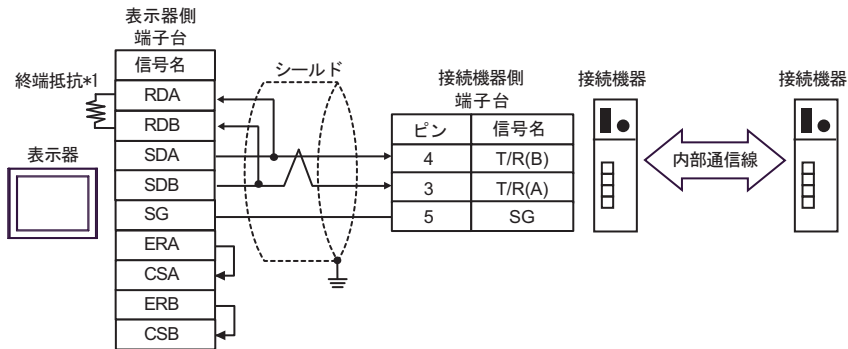 表示器側
端子台
信号名
終端抵抗*1
RDA
RDB
表示器
SDA
SDB
SG
ERA
CSA
ERB
CSB
シールド
接続機器側
端子台
ピン 信号名
4 T/R(B)
3 T/R(A)
5 SG
接続機器
内部通信線
接続機器